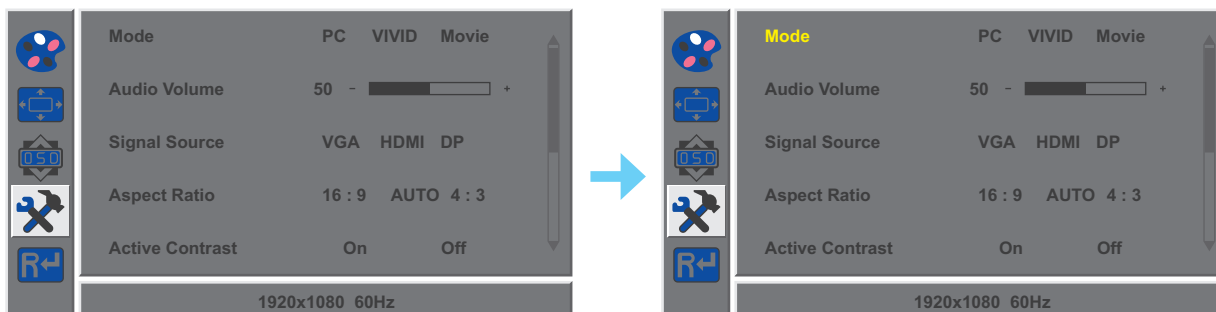 Mode PC VIVID Movie
Audio Volume 50 - +
Signal Source VGA HDMI DP
Aspect Ratio 16 : 9 AUTO 4 : 3
Active Contrast On Off
OSD
R
1920x1080 60Hz
Mode PC VIVID Movie
Audio Volume 50 - +
Signal Source VGA HDMI DP
Aspect Ratio 16 : 9 AUTO 4 : 3
Active Contrast On Off
OSD
R
1920x1080 60Hz